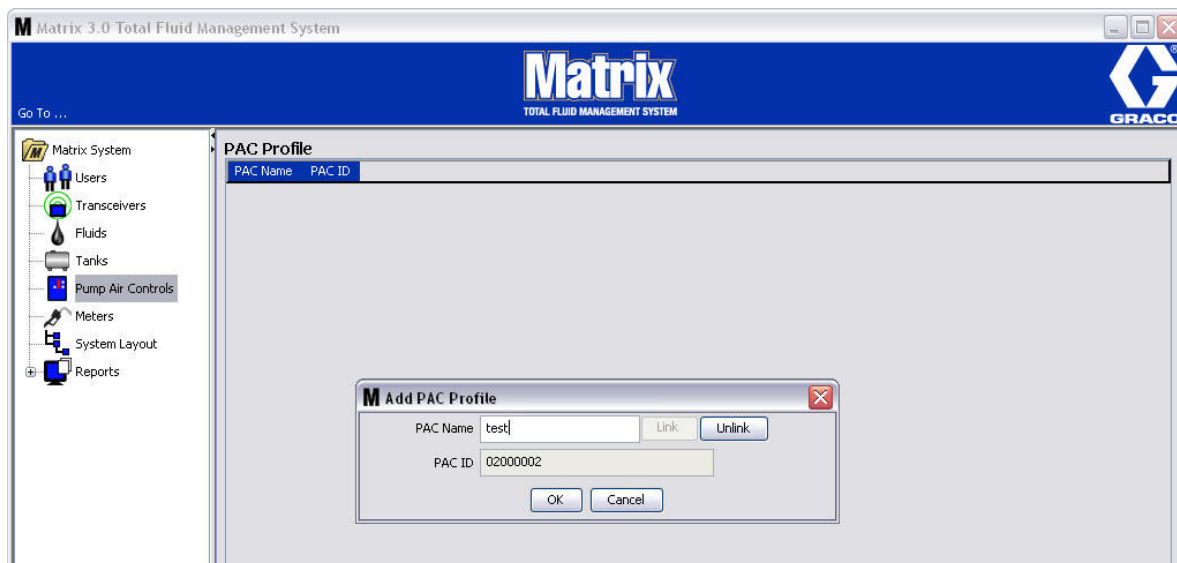 M Matrix 3.0 Total Fluid Management System
Matrix
TOTAL FLUID MANAGEMENT SYSTEM
Go To ...
GRACO
®
Matrix System
Users
Transceivers
Fluids
Tanks
Pump Air Controls
Meters
System Layout
Reports
PAC Profile
PAC Name PAC ID
M Add PAC Profile
PAC Name test Link Unlink
PAC ID 02000002
OK Cancel